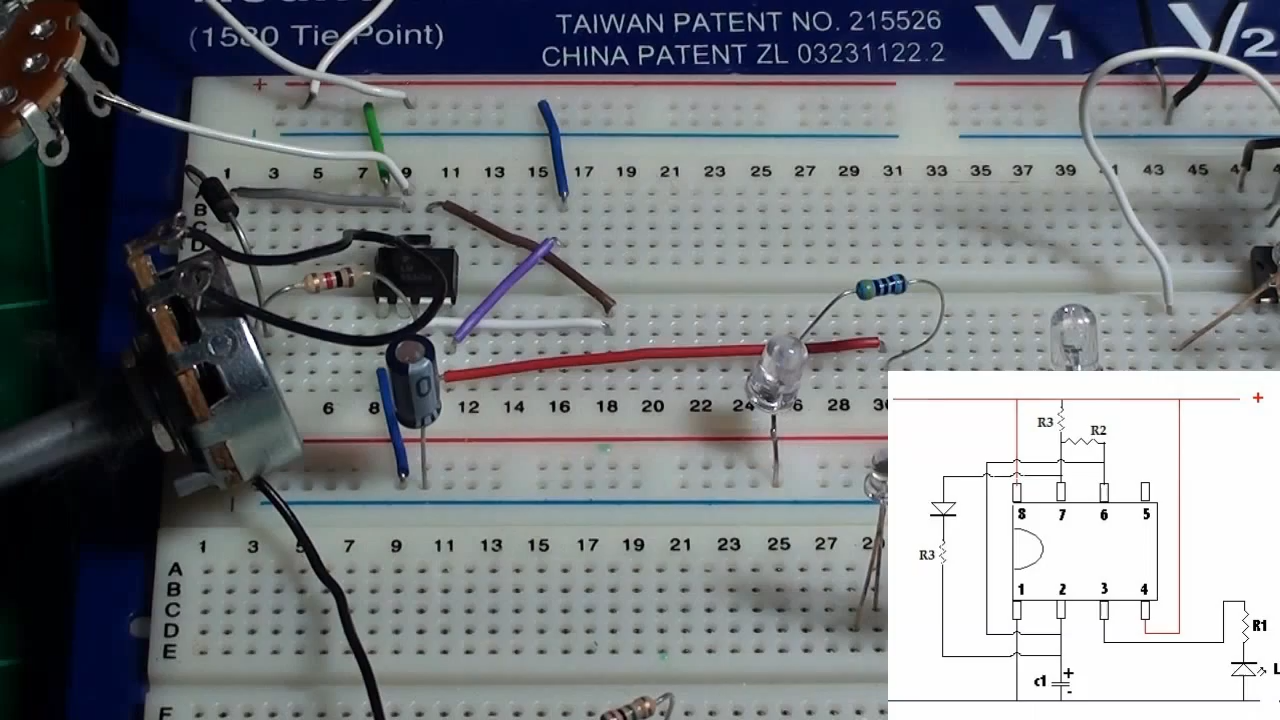 (1580 Tie Point)
TAIWAN PATENT NO. 215526
CHINA PATENT ZL 03231122.2
V1 V2
+
1 3 5 7 9 11 13 15 17 19 21 23 25 27 29 31 33 35 37 39 43 45
A
B
C
D
6 8 12 14 16 18 20 22 24 6 28 30
1 3 5 7 9 11 13 15 17 19 21 23 25 27
A
B
C
D
E
F
+
R3
R2
8 7 6 5
R3
1 2 3 4
R1
c1 +
-
L